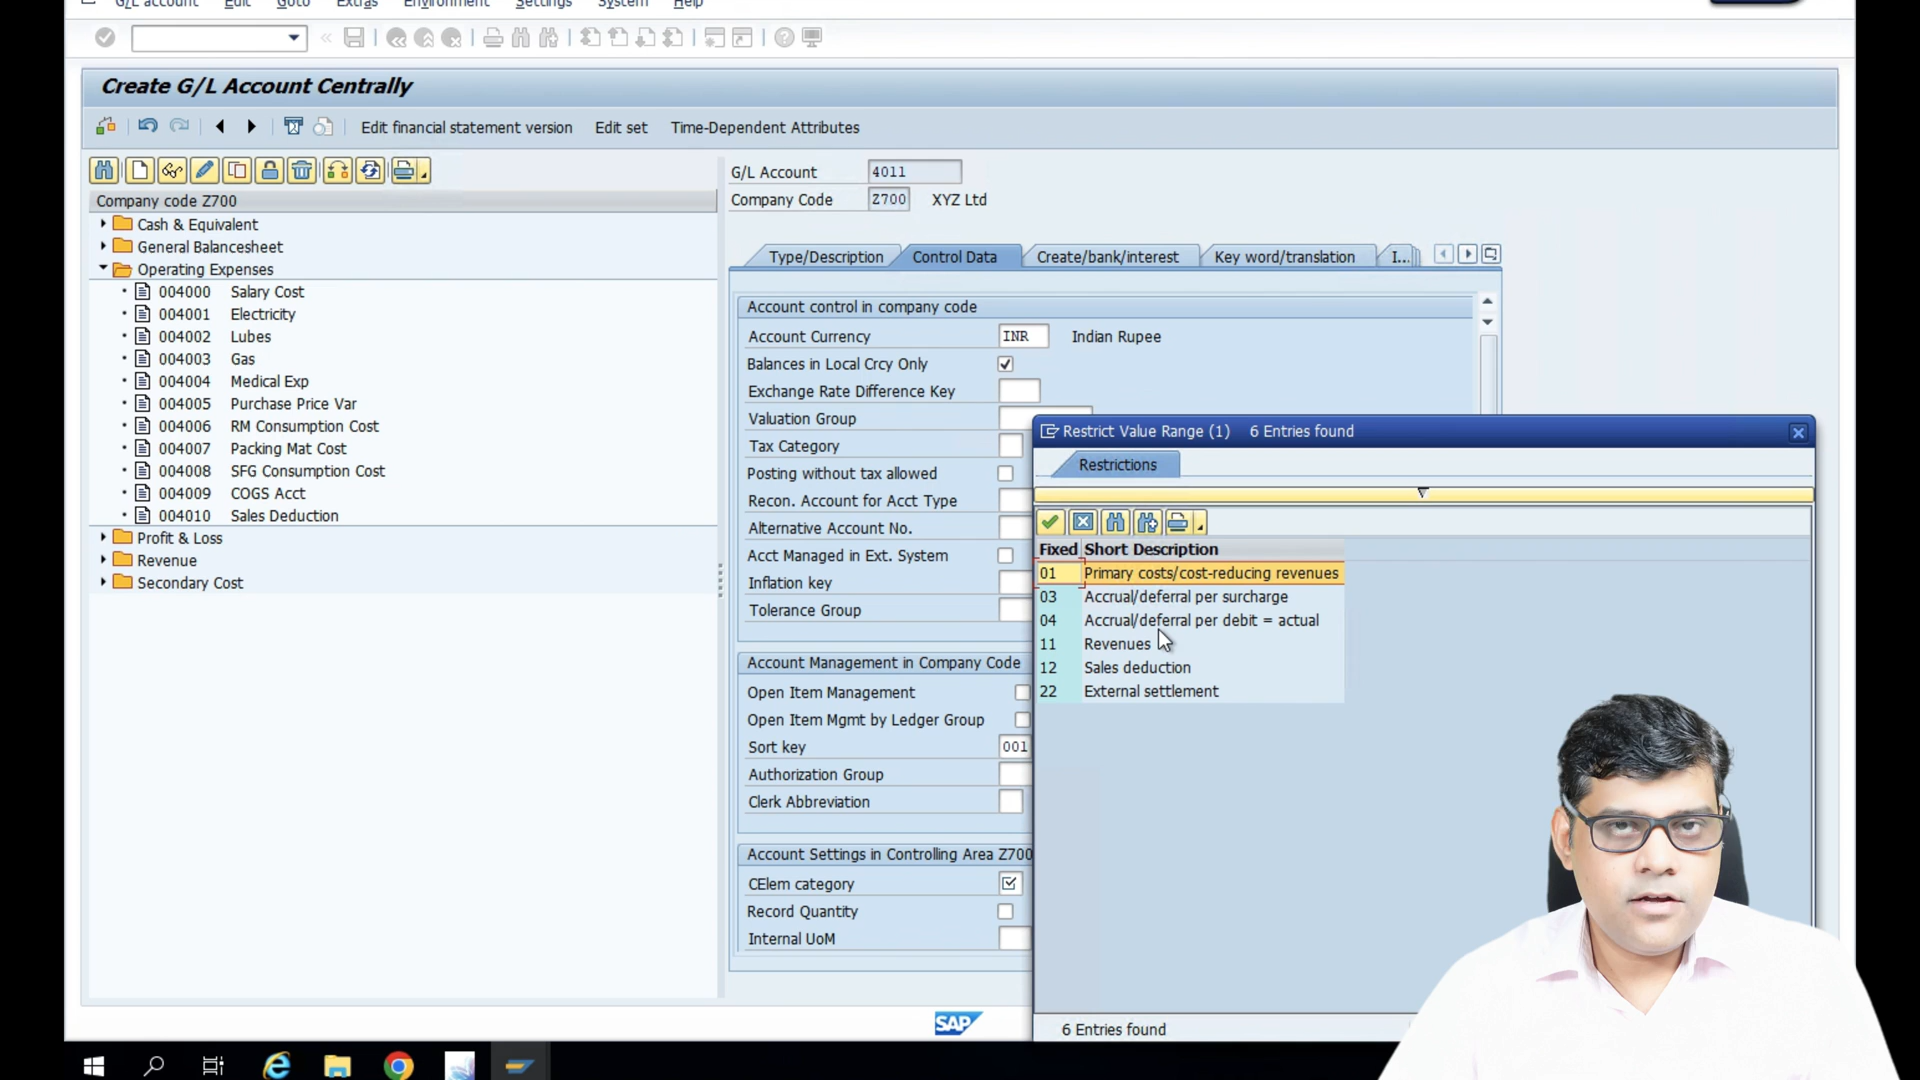 G/L account Edit Goto Extras Environment Settings System Help
Create G/L Account Centrally
Edit financial statement version Edit set Time-Dependent Attributes
Company code Z700
Cash & Equivalent
General Balancesheet
Operating Expenses
004000 Salary Cost
004001 Electricity
004002 Lubes
004003 Gas
004004 Medical Exp
004005 Purchase Price Var
004006 RM Consumption Cost
004007 Packing Mat Cost
004008 SFG Consumption Cost
004009 COGS Acct
004010 Sales Deduction
Profit & Loss
Revenue
Secondary Cost
G/L Account 4011
Company Code Z700 XYZ Ltd
Type/Description Control Data Create/bank/interest Key word/translation I...
Account control in company code
Account Currency INR Indian Rupee
Balances in Local Crcy Only
Exchange Rate Difference Key
Valuation Group
Tax Category
Posting without tax allowed
Recon. Account for Acct Type
Alternative Account No.
Acct Managed in Ext. System
Inflation key
Tolerance Group
Account Management in Company Code
Open Item Management
Open Item Mgmt by Ledger Group
Sort key 001
Authorization Group
Clerk Abbreviation
Account Settings in Controlling Area Z700
CElem category
Record Quantity
Internal UoM
Restrict Value Range (1) 6 Entries found
Restrictions
Fixed Short Description
01 Primary costs/cost-reducing revenues
03 Accrual/deferral per surcharge
04 Accrual/deferral per debit = actual
11 Revenues
12 Sales deduction
22 External settlement
6 Entries found
SAP